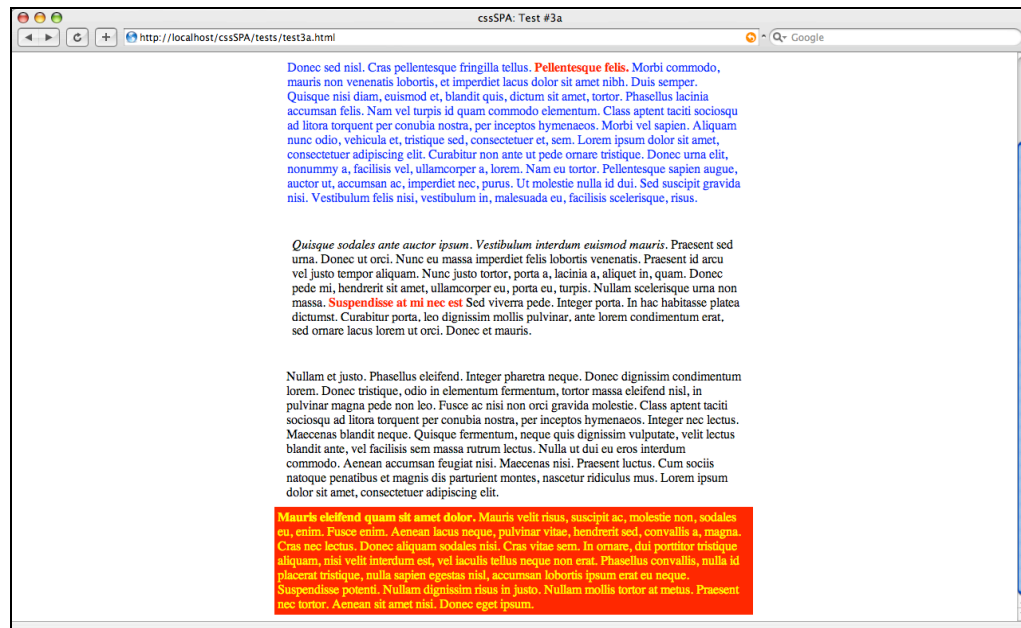 cssSPA: Test #3a
http://localhost/cssSPA/tests/test3a.html
Google
Donec sed nisl. Cras pellentesque fringilla tellus. Pellentesque felis. Morbi commodo,
mauris non venenatis lobortis, et imperdiet lacus dolor sit amet nibh. Duis semper.
Quisque nisi diam, euismod et, blandit quis, dictum sit amet, tortor. Phasellus lacinia
accumsan felis. Nam vel turpis id quam commodo elementum. Class aptent taciti sociosqu
ad litora torquent per conubia nostra, per inceptos hymenaeos. Morbi vel sapien. Aliquam
nunc odio, vehicula et, tristique sed, consectetuer et, sem. Lorem ipsum dolor sit amet,
consectetuer adipiscing elit. Curabitur non ante ut pede ornare tristique. Donec urna elit,
nonummy a, facilisis vel, ullamcorper a, lorem. Nam eu tortor. Pellentesque sapien augue,
auctor ut, accumsan ac, imperdiet nec, purus. Ut molestie nulla id dui. Sed suscipit gravida
nisi. Vestibulum felis nisi, vestibulum in, malesuada eu, facilisis scelerisque, risus.
Quisque sodales ante auctor ipsum. Vestibulum interdum euismod mauris. Praesent sed
urna. Donec ut orci. Nunc eu massa imperdiet felis lobortis venenatis. Praesent id arcu
vel justo tempor aliquam. Nunc justo tortor, porta a, lacinia a, aliquet in, quam. Donec
pede mi, hendrerit sit amet, ullamcorper eu, porta eu, turpis. Nullam scelerisque urna non
massa. Suspendisse at mi nec est Sed viverra pede. Integer porta. In hac habitasse platea
dictumst. Curabitur porta, leo dignissim mollis pulvinar, ante lorem condimentum erat,
sed ornare lacus lorem ut orci. Donec et mauris.
Nullam et justo. Phasellus eleifend. Integer pharetra neque. Donec dignissim condimentum
lorem. Donec tristique, odio in elementum fermentum, tortor massa eleifend nisl, in
pulvinar magna pede non leo. Fusce ac nisi non orci gravida molestie. Class aptent taciti
sociosqu ad litora torquent per conubia nostra, per inceptos hymenaeos. Integer nec lectus.
Maecenas blandit neque. Quisque fermentum, neque quis dignissim vulputate, velit lectus
blandit ante, vel facilisis sem massa rutrum lectus. Nulla ut dui eu eros interdum
commodo. Aenean accumsan feugiat nisi. Maecenas nisi. Praesent luctus. Cum sociis
natoque penatibus et magnis dis parturient montes, nascetur ridiculus mus. Lorem ipsum
dolor sit amet, consectetuer adipiscing elit.
Mauris eleifend quam sit amet dolor. Mauris velit risus, suscipit ac, molestie non, sodales
eu, enim. Fusce enim. Aenean lacus neque, pulvinar vitae, hendrerit sed, convallis a, magna.
Cras nec lectus. Donec aliquam sodales nisi. Cras vitae sem. In ornare, dui porttitor tristique
aliquam, nisi velit interdum est, vel iaculis tellus neque non erat. Phasellus convallis, nulla id
placerat tristique, nulla sapien egestas nisl, accumsan lobortis ipsum erat eu neque.
Suspendisse potenti. Nullam dignissim risus in justo. Nullam mollis tortor at metus. Praesent
nec tortor. Aenean sit amet nisi. Donec eget ipsum.